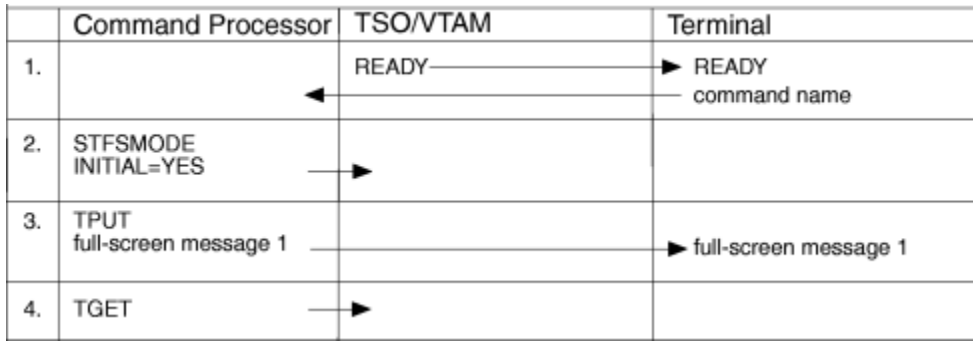 Command Processor TSO/VTAM Terminal
1. READY READY
command name
2. STFSMODE
INITIAL=YES
3. TPUT
full-screen message 1 full-screen message 1
4. TGET